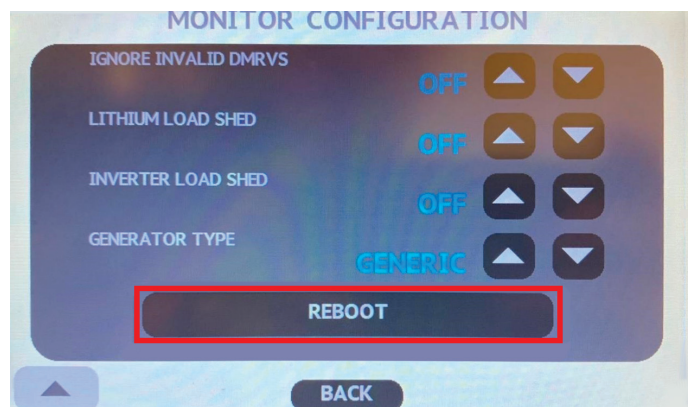 MONITOR CONFIGURATION
IGNORE INVALID DMRVS
OFF
LITHIUM LOAD SHED
OFF
INVERTER LOAD SHED
OFF
GENERATOR TYPE
GENERIC
REBOOT
BACK